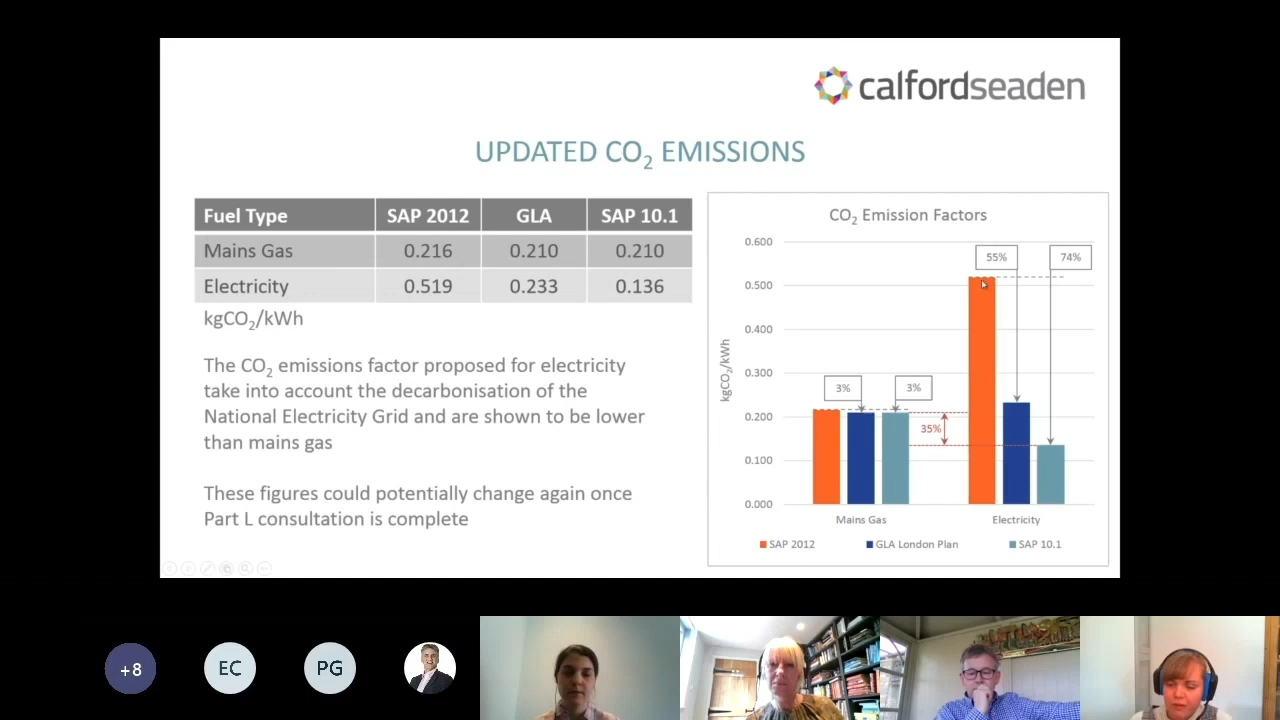 calfordseaden
UPDATED CO₂ EMISSIONS
Fuel Type SAP 2012 GLA SAP 10.1
Mains Gas 0.216 0.210 0.210
Electricity 0.519 0.233 0.136
kgCO₂/kWh
The CO₂ emissions factor proposed for electricity
take into account the decarbonisation of the
National Electricity Grid and are shown to be lower
than mains gas
These figures could potentially change again once
Part L consultation is complete
CO₂ Emission Factors
kgCO₂/kWh
0.600
0.500
0.400
0.300
0.200
0.100
0.000
55% 74%
3% 3%
35%
Mains Gas Electricity
SAP 2012 GLA London Plan SAP 10.1
+8 EC PG